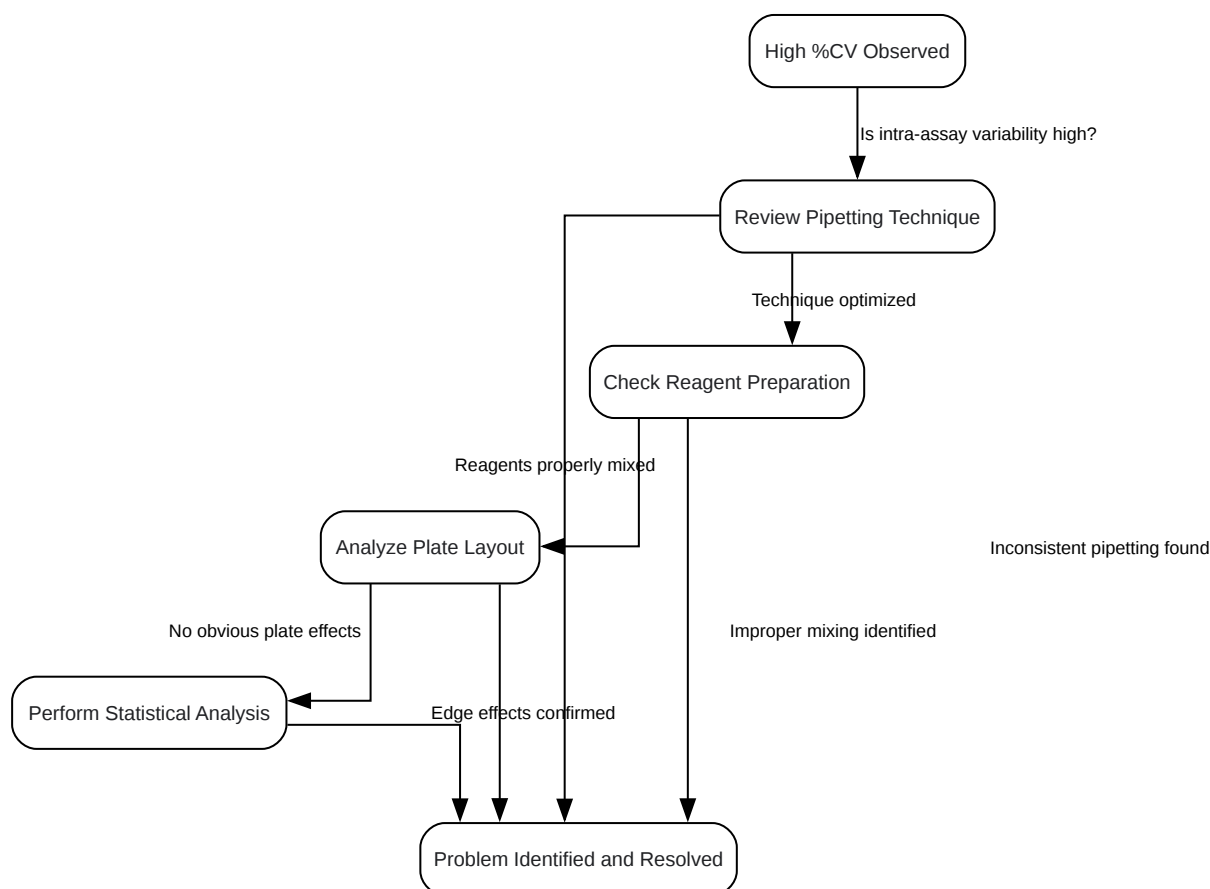 High %CV Observed
Is intra-assay variability high?
Review Pipetting Technique
Technique optimized
Check Reagent Preparation
Reagents properly mixed
Analyze Plate Layout
Inconsistent pipetting found
No obvious plate effects
Improper mixing identified
Perform Statistical Analysis
Edge effects confirmed
Problem Identified and Resolved